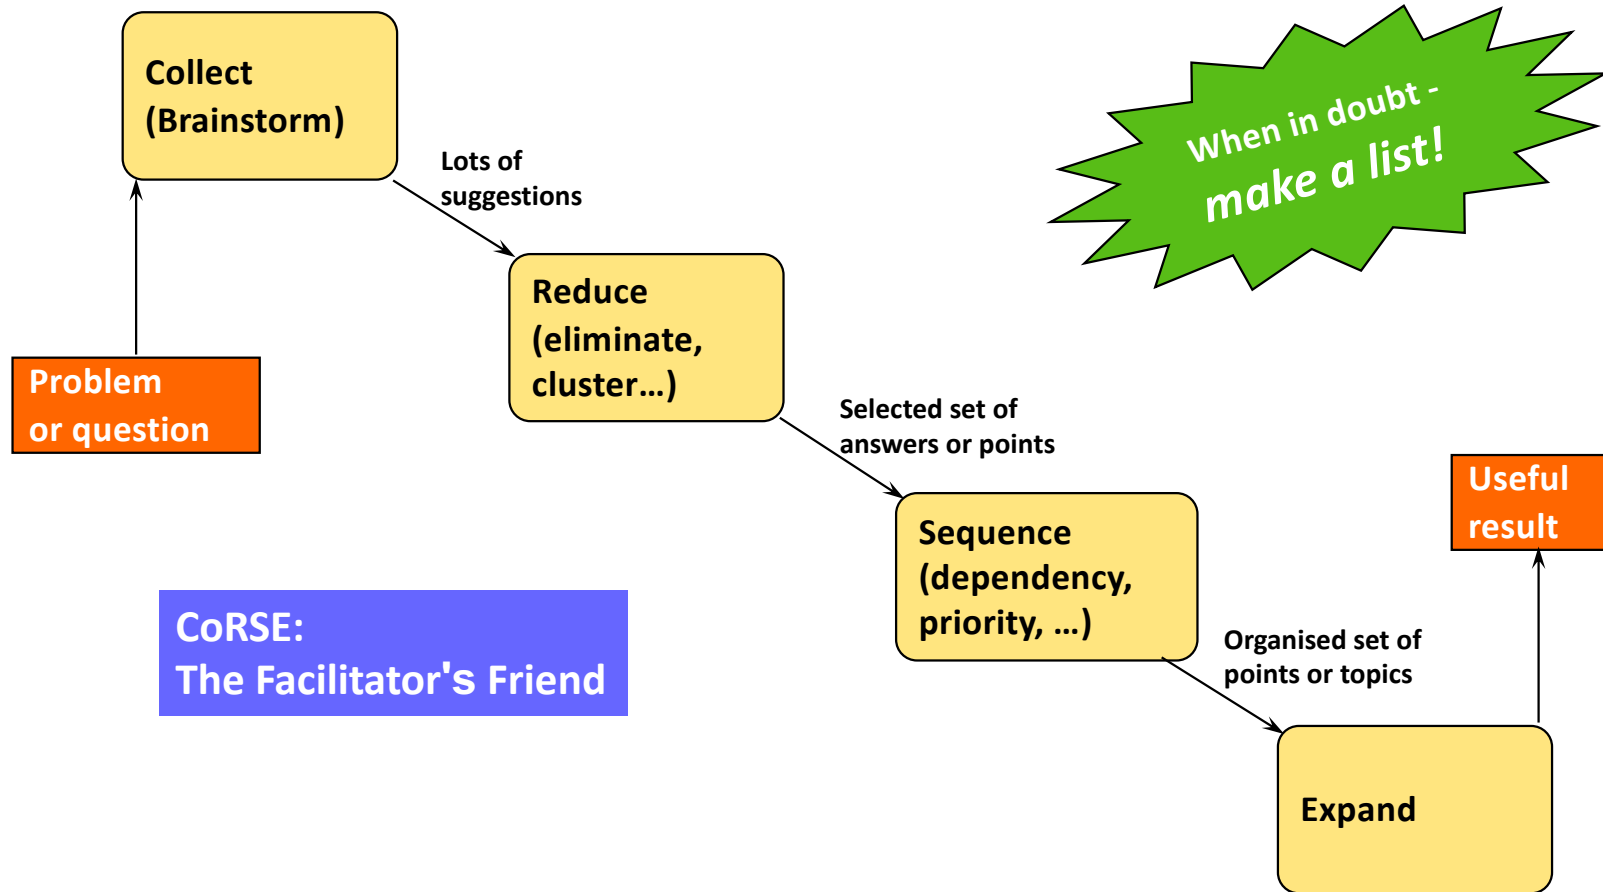 Collect
(Brainstorm)
When in doubt -
make a list!
Lots of
suggestions
Reduce
(eliminate,
cluster...)
Problem
or question
Selected set of
answers or points
Useful
result
Sequence
(dependency,
priority, ...)
CoRSE:
The Facilitator's Friend
Organised set of
points or topics
Expand